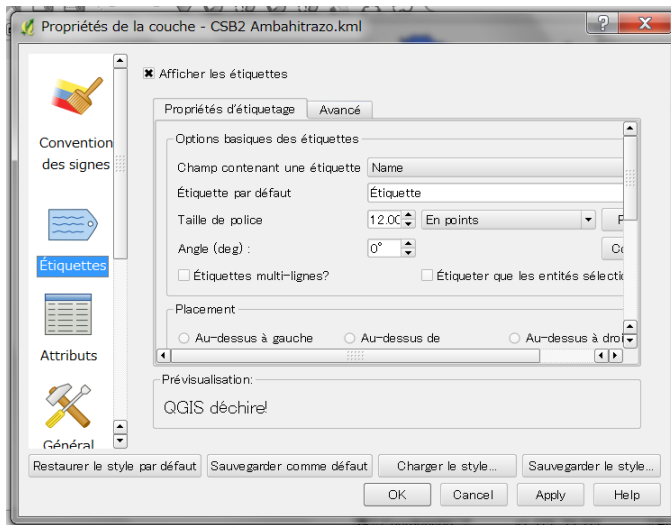 Propriétés de la couche - CSB2 Ambahitrazo.kml
Convention des signes
Étiquettes
Attributs
Général
Afficher les étiquettes
Propriétés d'étiquetage
Avancé
Options basiques des étiquettes
Champ contenant une étiquette Name
Étiquette par défaut Étiquette
Taille de police 12.00 En points
Angle (deg) : 0°
Étiquettes multi-lignes? Étiqueter que les entités
Placement
Au-dessus à gauche Au-dessus de Au-dessus à
Prévisualisation:
QGIS déchire!
Restaurer le style par défaut Sauvegarder comme défaut Charger le style... Sauvegarder le style...
OK Cancel Apply Help